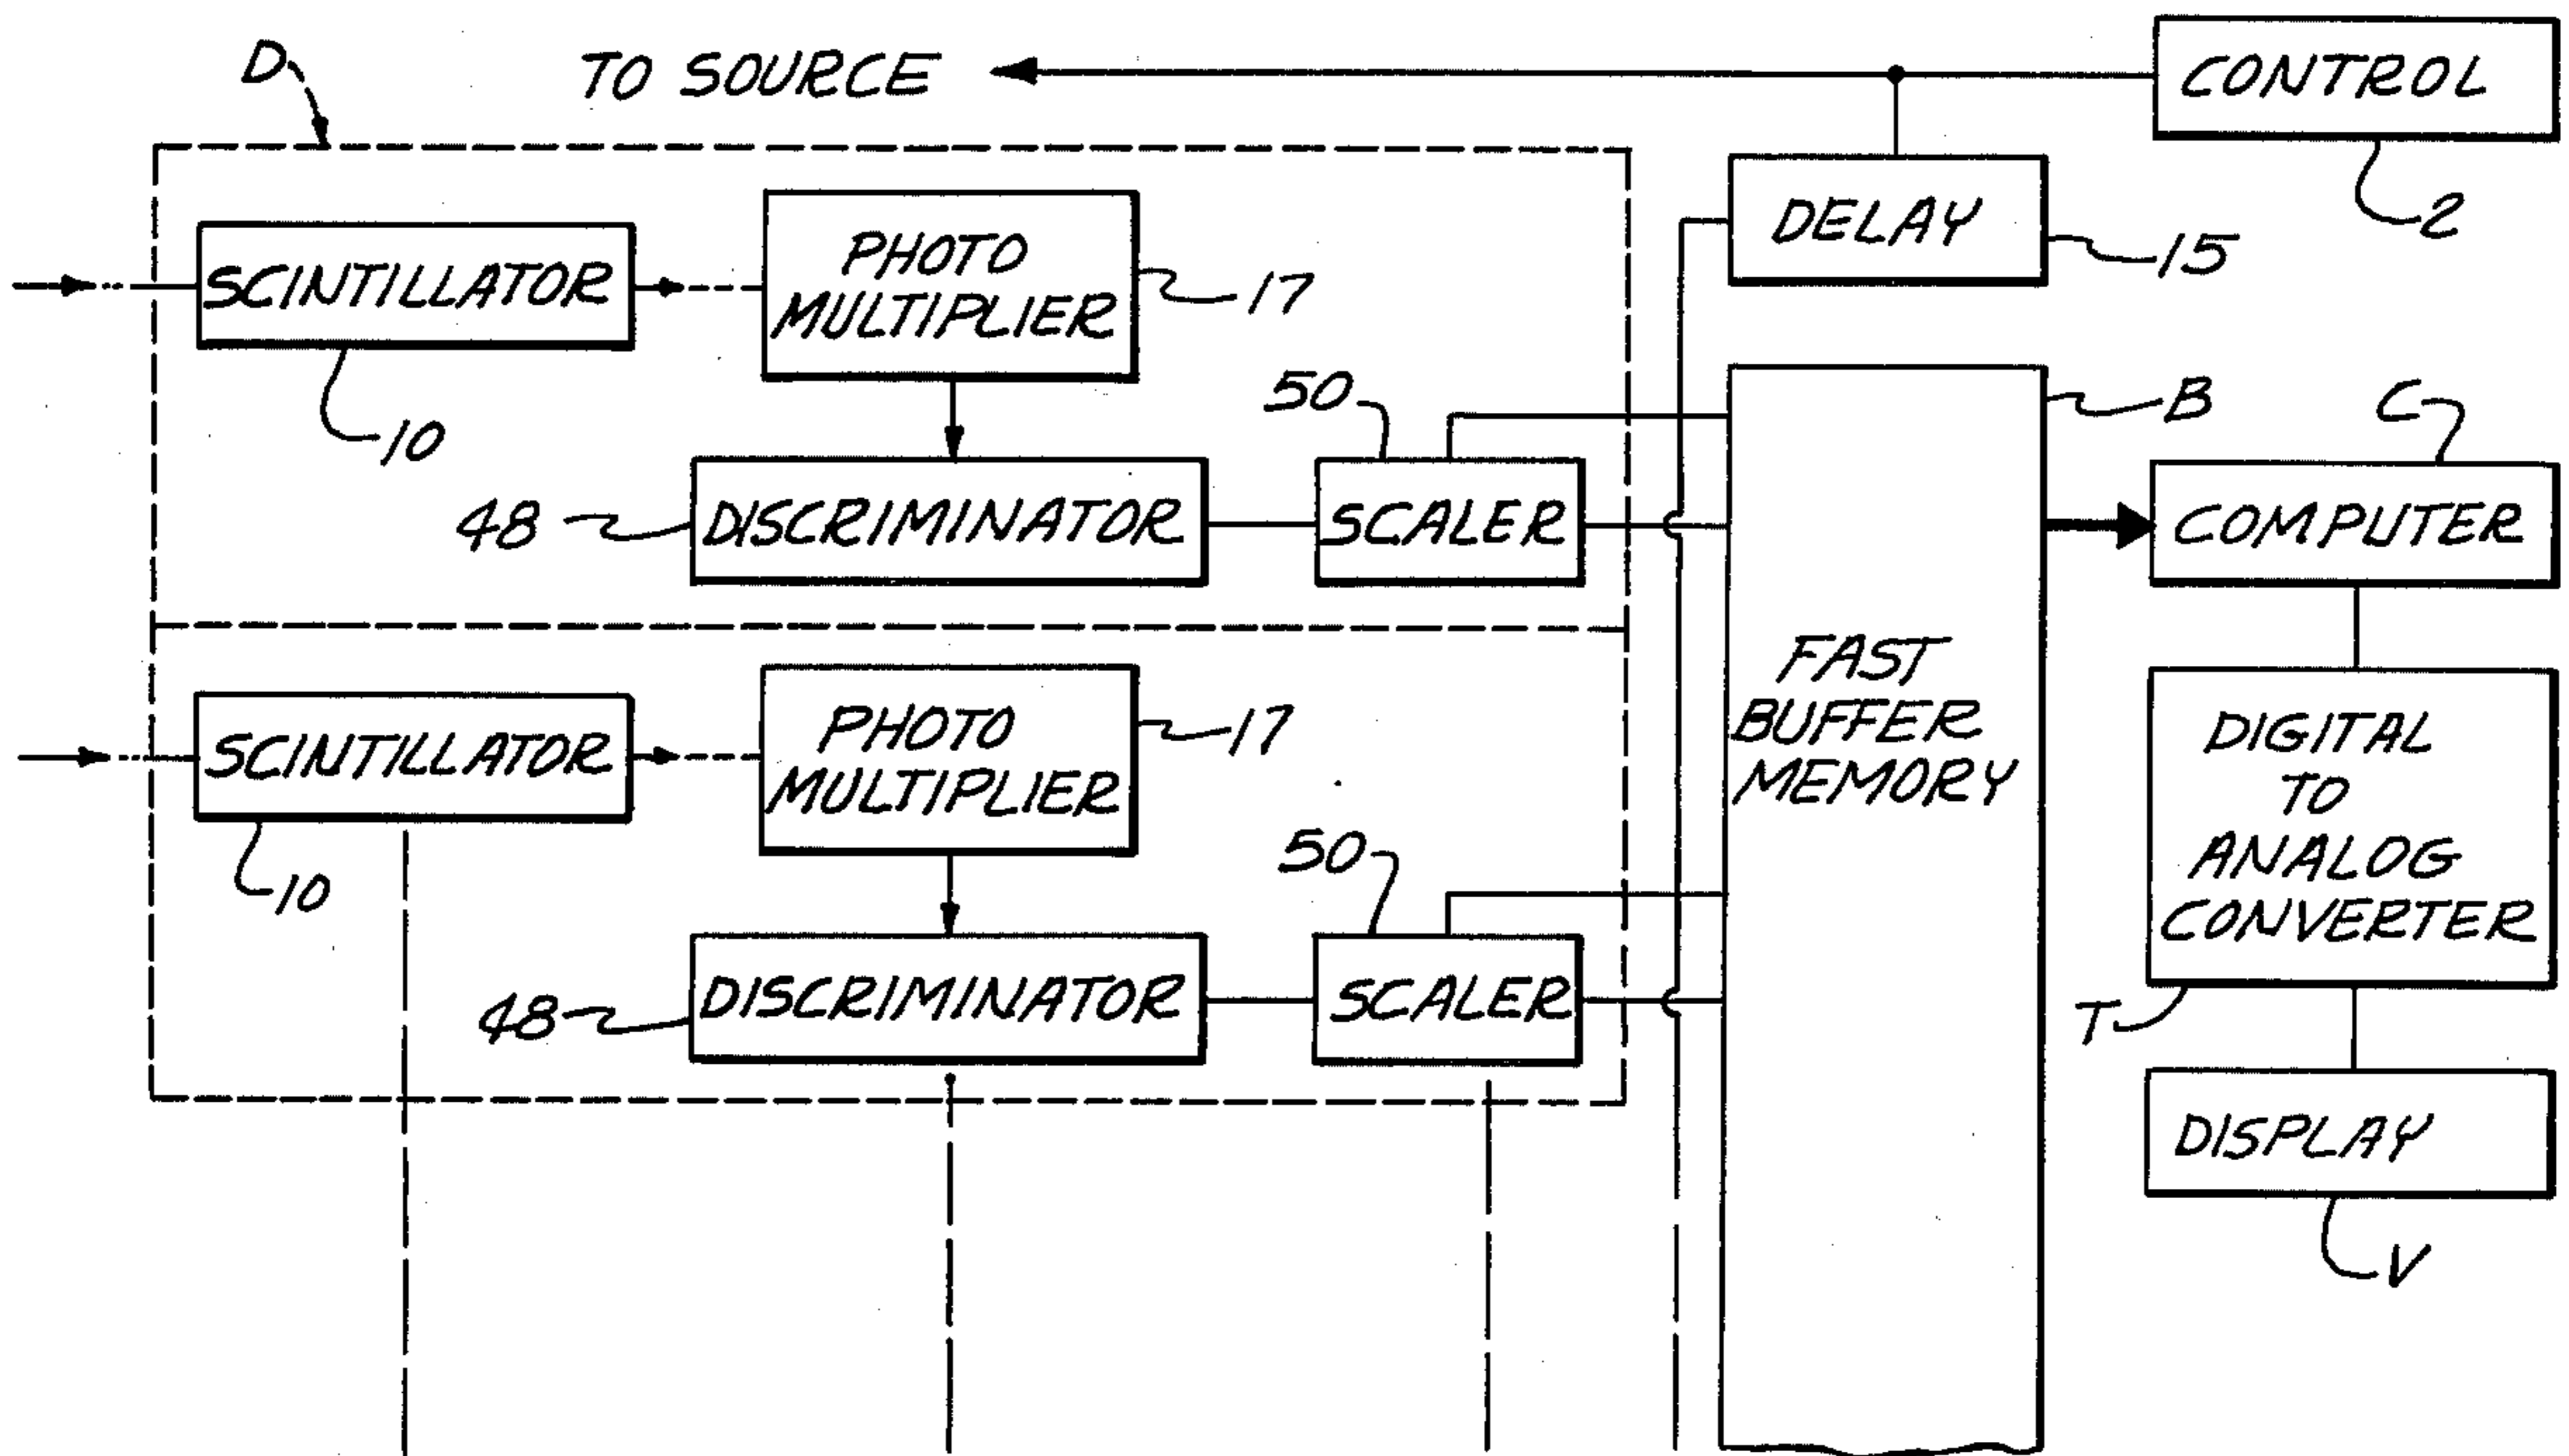 D
TO SOURCE
CONTROL
2
DELAY
15
SCINTILLATOR
10
PHOTO
MULTIPLIER
17
50
48
DISCRIMINATOR
SCALER
B
C
COMPUTER
FAST
BUFFER
MEMORY
SCINTILLATOR
10
PHOTO
MULTIPLIER
17
50
48
DISCRIMINATOR
SCALER
DIGITAL
TO
ANALOG
CONVERTER
T
DISPLAY
V